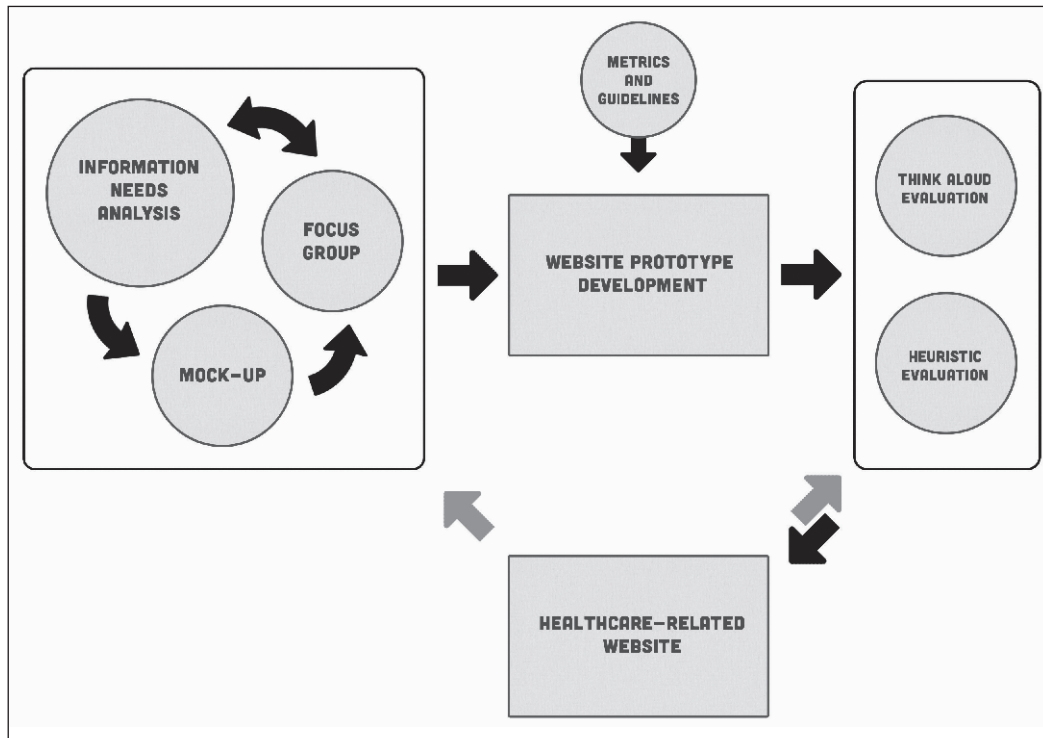 METRICS
AND
GUIDELINES
INFORMATION
NEEDS
ANALYSIS
FOCUS
GROUP
MOCK-UP
WEBSITE PROTOTYPE
DEVELOPMENT
THINK ALOUD
EVALUATION
HEURISTIC
EVALUATION
HEALTHCARE-RELATED
WEBSITE